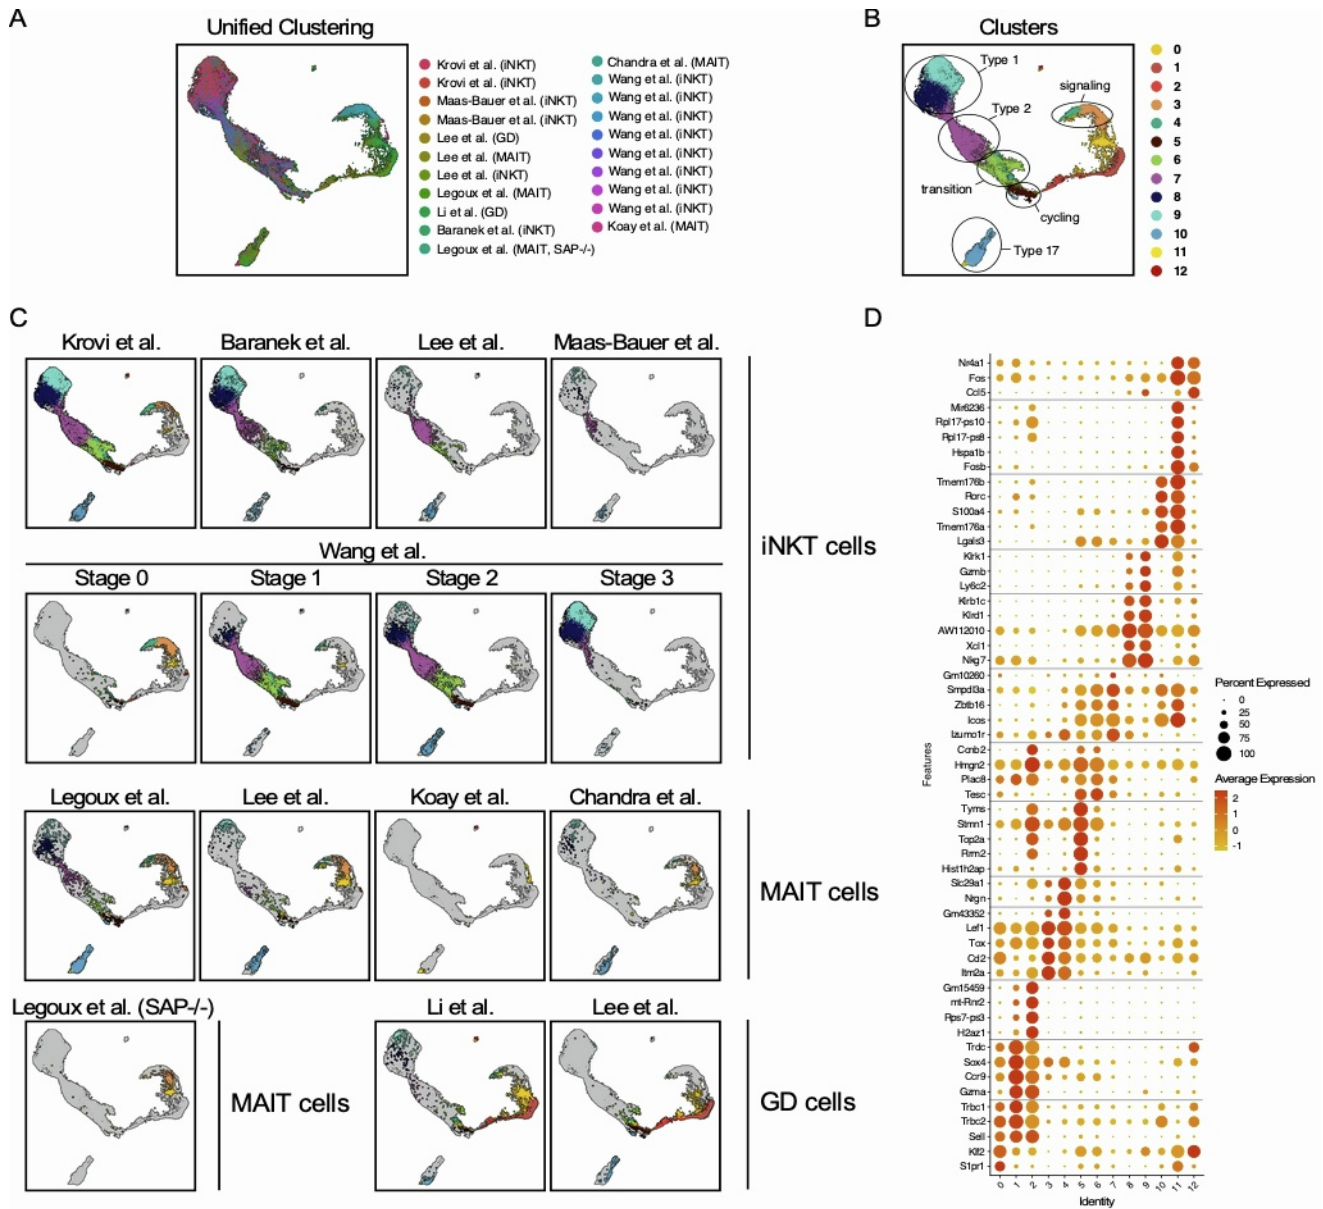 A
Unified Clustering
Krovi et al. (iNKT)
Krovi et al. (iNKT)
Maas-Bauer et al. (iNKT)
Maas-Bauer et al. (iNKT)
Lee et al. (GD)
Lee et al. (MAIT)
Lee et al. (iNKT)
Legoux et al. (MAIT)
Li et al. (GD)
Baranek et al. (iNKT)
Legoux et al. (MAIT, SAP-/-)
Chandra et al. (MAIT)
Wang et al. (iNKT)
Wang et al. (iNKT)
Wang et al. (iNKT)
Wang et al. (iNKT)
Wang et al. (iNKT)
Wang et al. (iNKT)
Wang et al. (iNKT)
Wang et al. (iNKT)
Koay et al. (MAIT)
B
Clusters
Type 1
Type 2
signaling
transition
cycling
Type 17
0
1
2
3
4
5
6
7
8
9
10
11
12
C
Krovi et al.
Baranek et al.
Lee et al.
Maas-Bauer et al.
Wang et al.
Stage 0
Stage 1
Stage 2
Stage 3
iNKT cells
Legoux et al.
Lee et al.
Koay et al.
Chandra et al.
MAIT cells
Legoux et al. (SAP-/-)
MAIT cells
Li et al.
Lee et al.
GD cells
D
Features
Nr4a1
Fos
Ccl5
Mir6236
Rpl17-ps10
Rpl17-ps8
Hspa1b
Fosb
Tmem176b
Rorc
S100a4
Tmem176a
Lgals3
Klrk1
Gzmb
Ly6c2
Klrb1c
Klrd1
AW112010
Xcl1
Nkg7
Gm10260
Smpdl3a
Zbtb16
Icos
Izumo1r
Ccnb2
Hmgn2
Plac8
Tesc
Tyms
Stmn1
Top2a
Rrm2
Hist1h2ap
Slc29a1
Nrgn
Gm43352
Lef1
Tox
Cd2
Itm2a
Gm15459
mt-Rnr2
Rps7-ps3
H2az1
Trdc
Sox4
Ccr9
Gzma
Trbc1
Trbc2
Sell
Klf2
S1pr1
0 1 2 3 4 5 6 7 8 9 10 11 12
Identity
Percent Expressed
0
25
50
75
100
Average Expression
2
1
0
-1